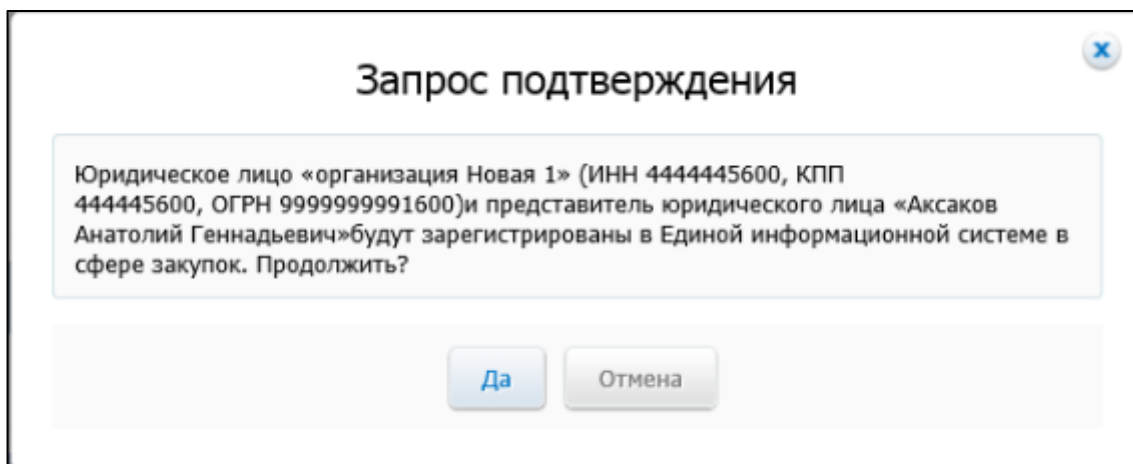 Запрос подтверждения
Юридическое лицо «организация Новая 1» (ИНН 4444445600, КПП
444445600, ОГРН 9999999991600)и представитель юридического лица «Аксаков
Анатолий Геннадьевич»будут зарегистрированы в Единой информационной системе в
сфере закупок. Продолжить?
Да
Отмена